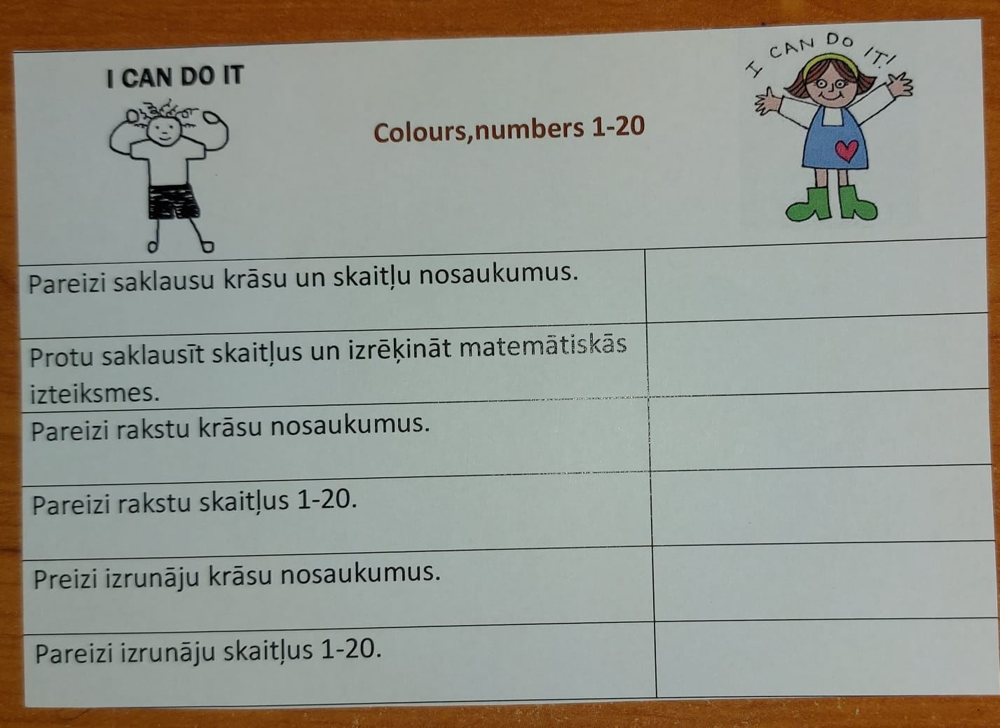 I CAN DO IT
I CAN DO IT!
Colours,numbers 1-20
Pareizi saklausu krāsu un skaitļu nosaukumus.
Protu saklausīt skaitļus un izrēķināt matemātiskās
izteiksmes.
Pareizi rakstu krāsu nosaukumus.
Pareizi rakstu skaitļus 1-20.
Preizi izrunāju krāsu nosaukumus.
Pareizi izrunāju skaitļus 1-20.